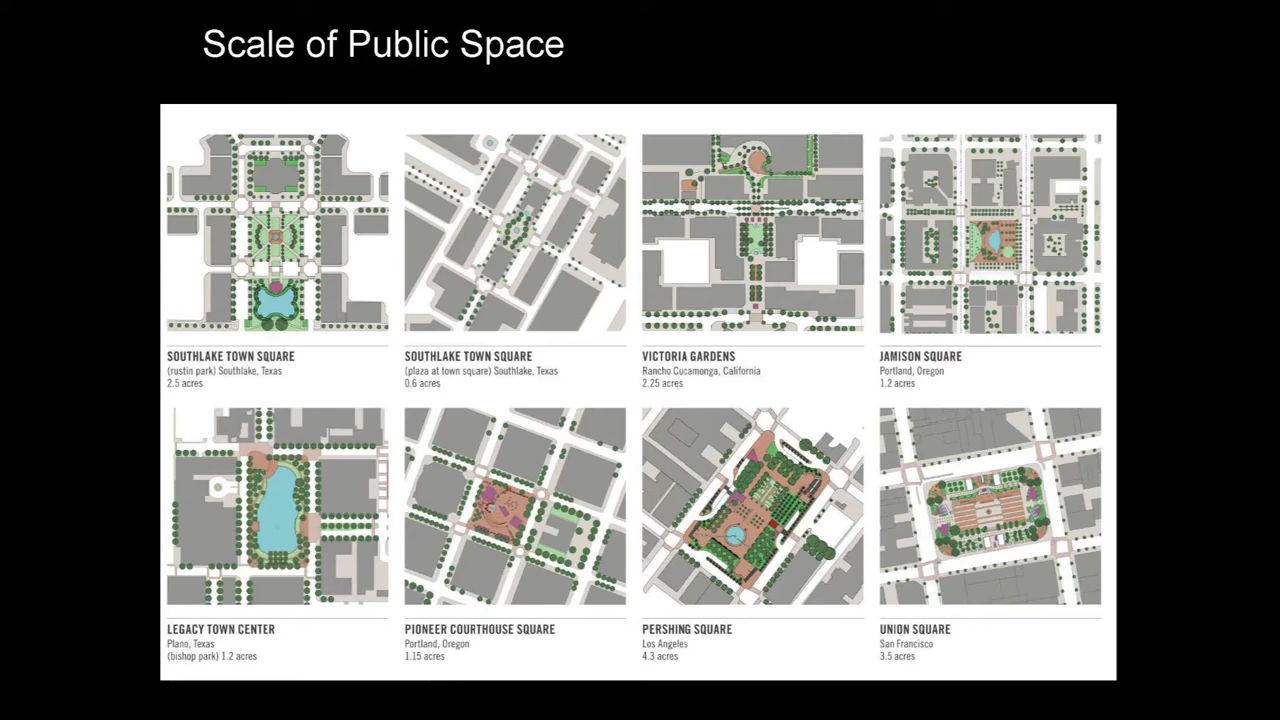 Scale of Public Space
SOUTHLAKE TOWN SQUARE
(rustin park) Southlake, Texas
2.5 acres
SOUTHLAKE TOWN SQUARE
(plaza at town square) Southlake, Texas
0.6 acres
VICTORIA GARDENS
Rancho Cucamonga, California
2.25 acres
JAMISON SQUARE
Portland, Oregon
1.2 acres
LEGACY TOWN CENTER
Plano, Texas
(bishop park) 1.2 acres
PIONEER COURTHOUSE SQUARE
Portland, Oregon
1.15 acres
PERSHING SQUARE
Los Angeles
4.3 acres
UNION SQUARE
San Francisco
3.5 acres